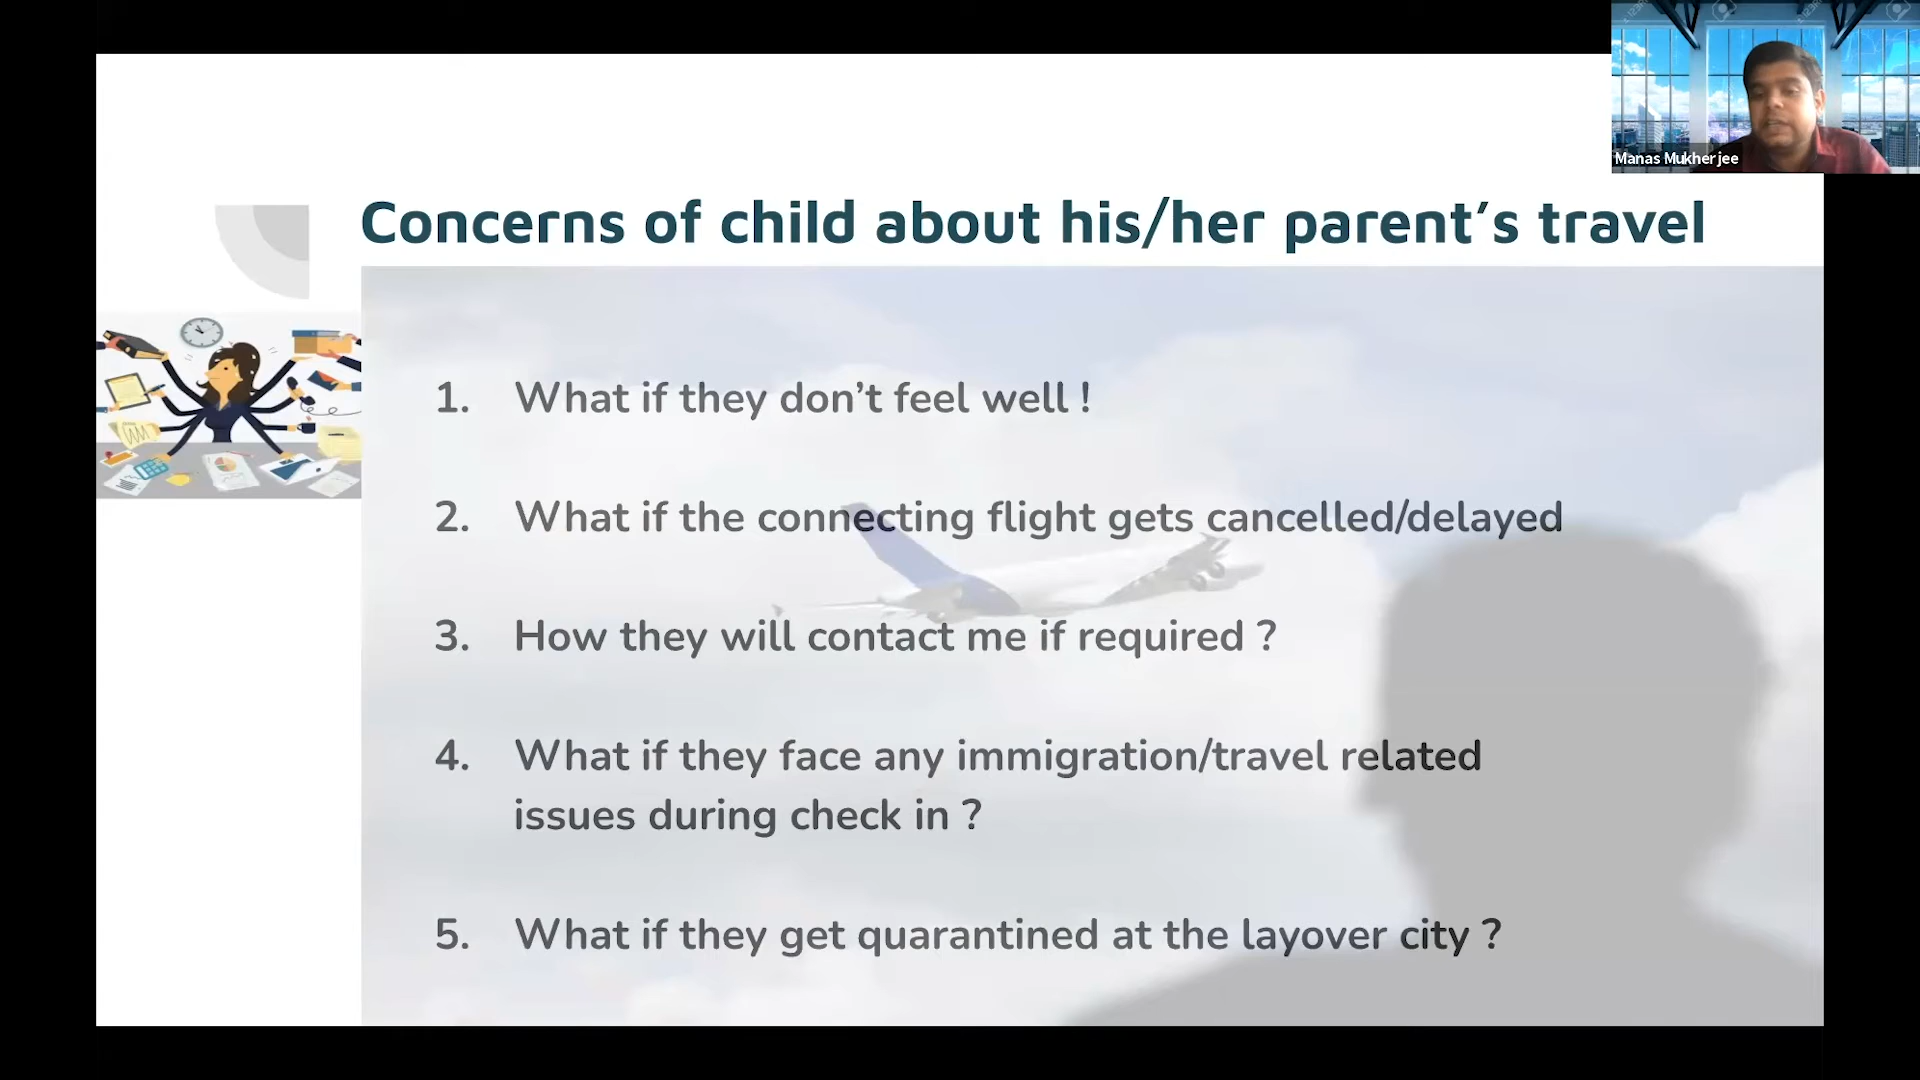 Manas Mukherjee
Concerns of child about his/her parent’s travel
1. What if they don’t feel well !
2. What if the connecting flight gets cancelled/delayed
3. How they will contact me if required ?
4. What if they face any immigration/travel related
issues during check in ?
5. What if they get quarantined at the layover city ?